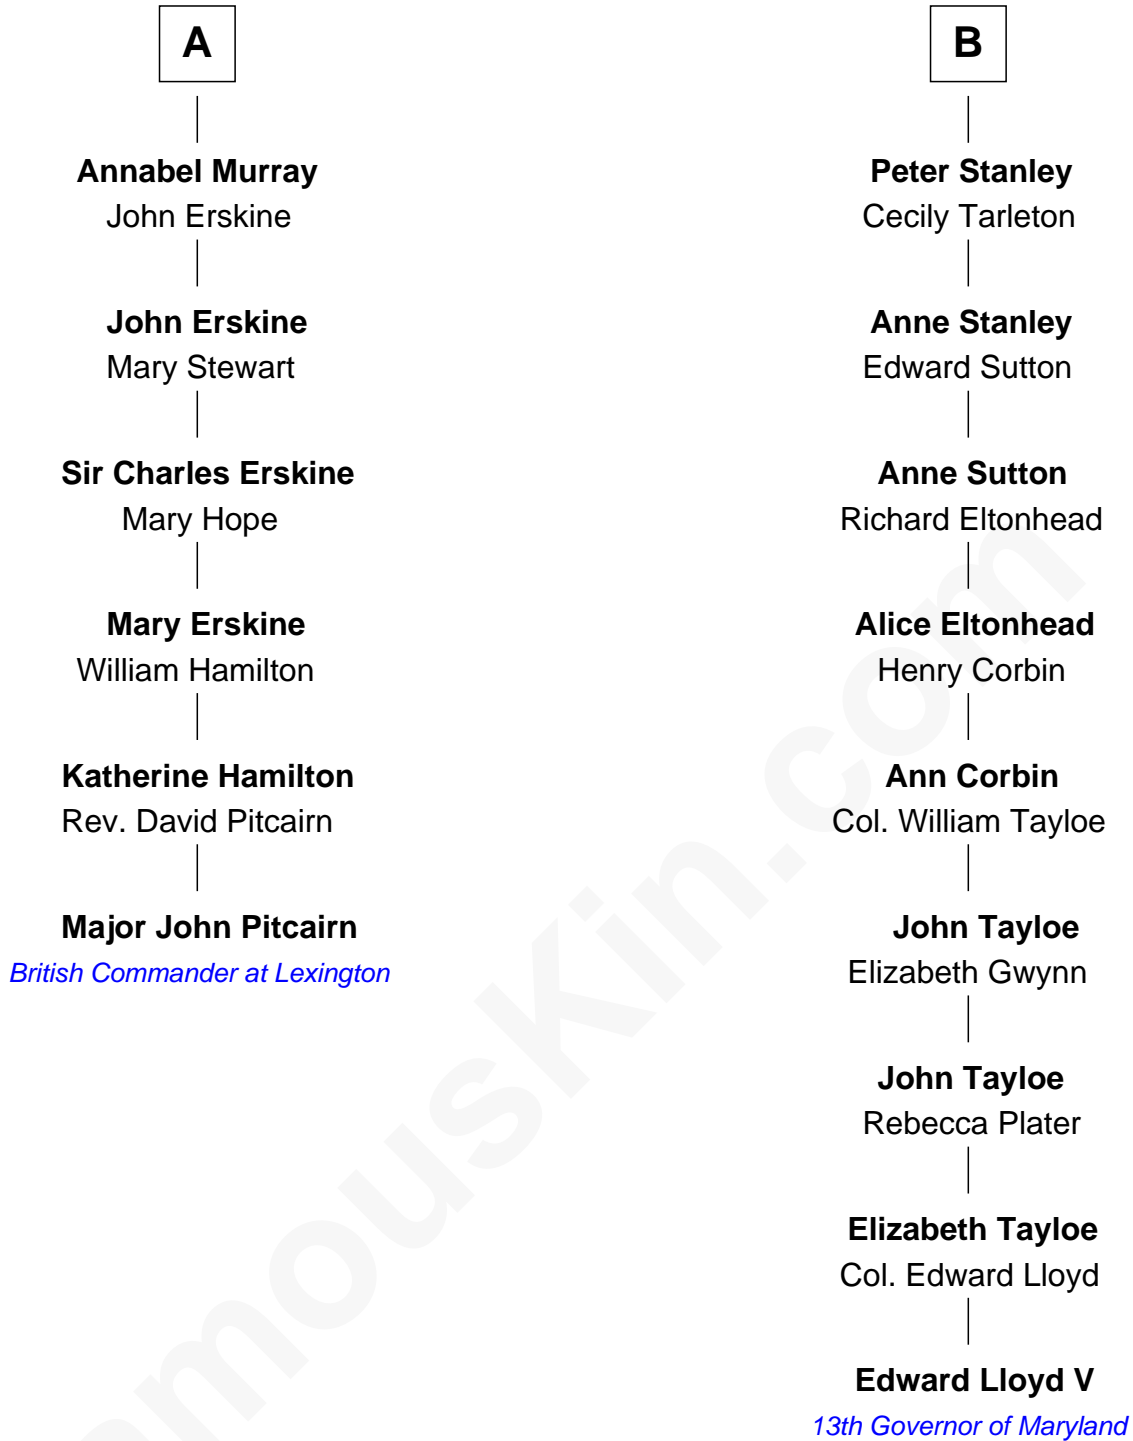 A
Annabel Murray
John Erskine
John Erskine
Mary Stewart
Sir Charles Erskine
Mary Hope
Mary Erskine
William Hamilton
Katherine Hamilton
Rev. David Pitcairn
Major John Pitcairn
British Commander at Lexington
B
Peter Stanley
Cecily Tarleton
Anne Stanley
Edward Sutton
Anne Sutton
Richard Eltonhead
Alice Eltonhead
Henry Corbin
Ann Corbin
Col. William Tayloe
John Tayloe
Elizabeth Gwynn
John Tayloe
Rebecca Plater
Elizabeth Tayloe
Col. Edward Lloyd
Edward Lloyd V
13th Governor of Maryland
amouskin.com